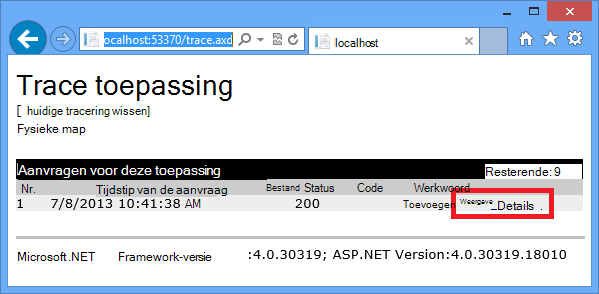 ocalhost:53370/trace.axd
localhost
Trace toepassing
[ huidige tracering wissen]
Fysieke map
Aanvragen voor deze toepassing Resterende: 9
Nr. Tijdstip van de aanvraag Bestand Status Code Werkwoord
1 7/8/2013 10:41:38 AM 200 Toevoegen Weergave Details .
Microsoft.NET Framework-versie :4.0.30319; ASP.NET Version:4.0.30319.18010